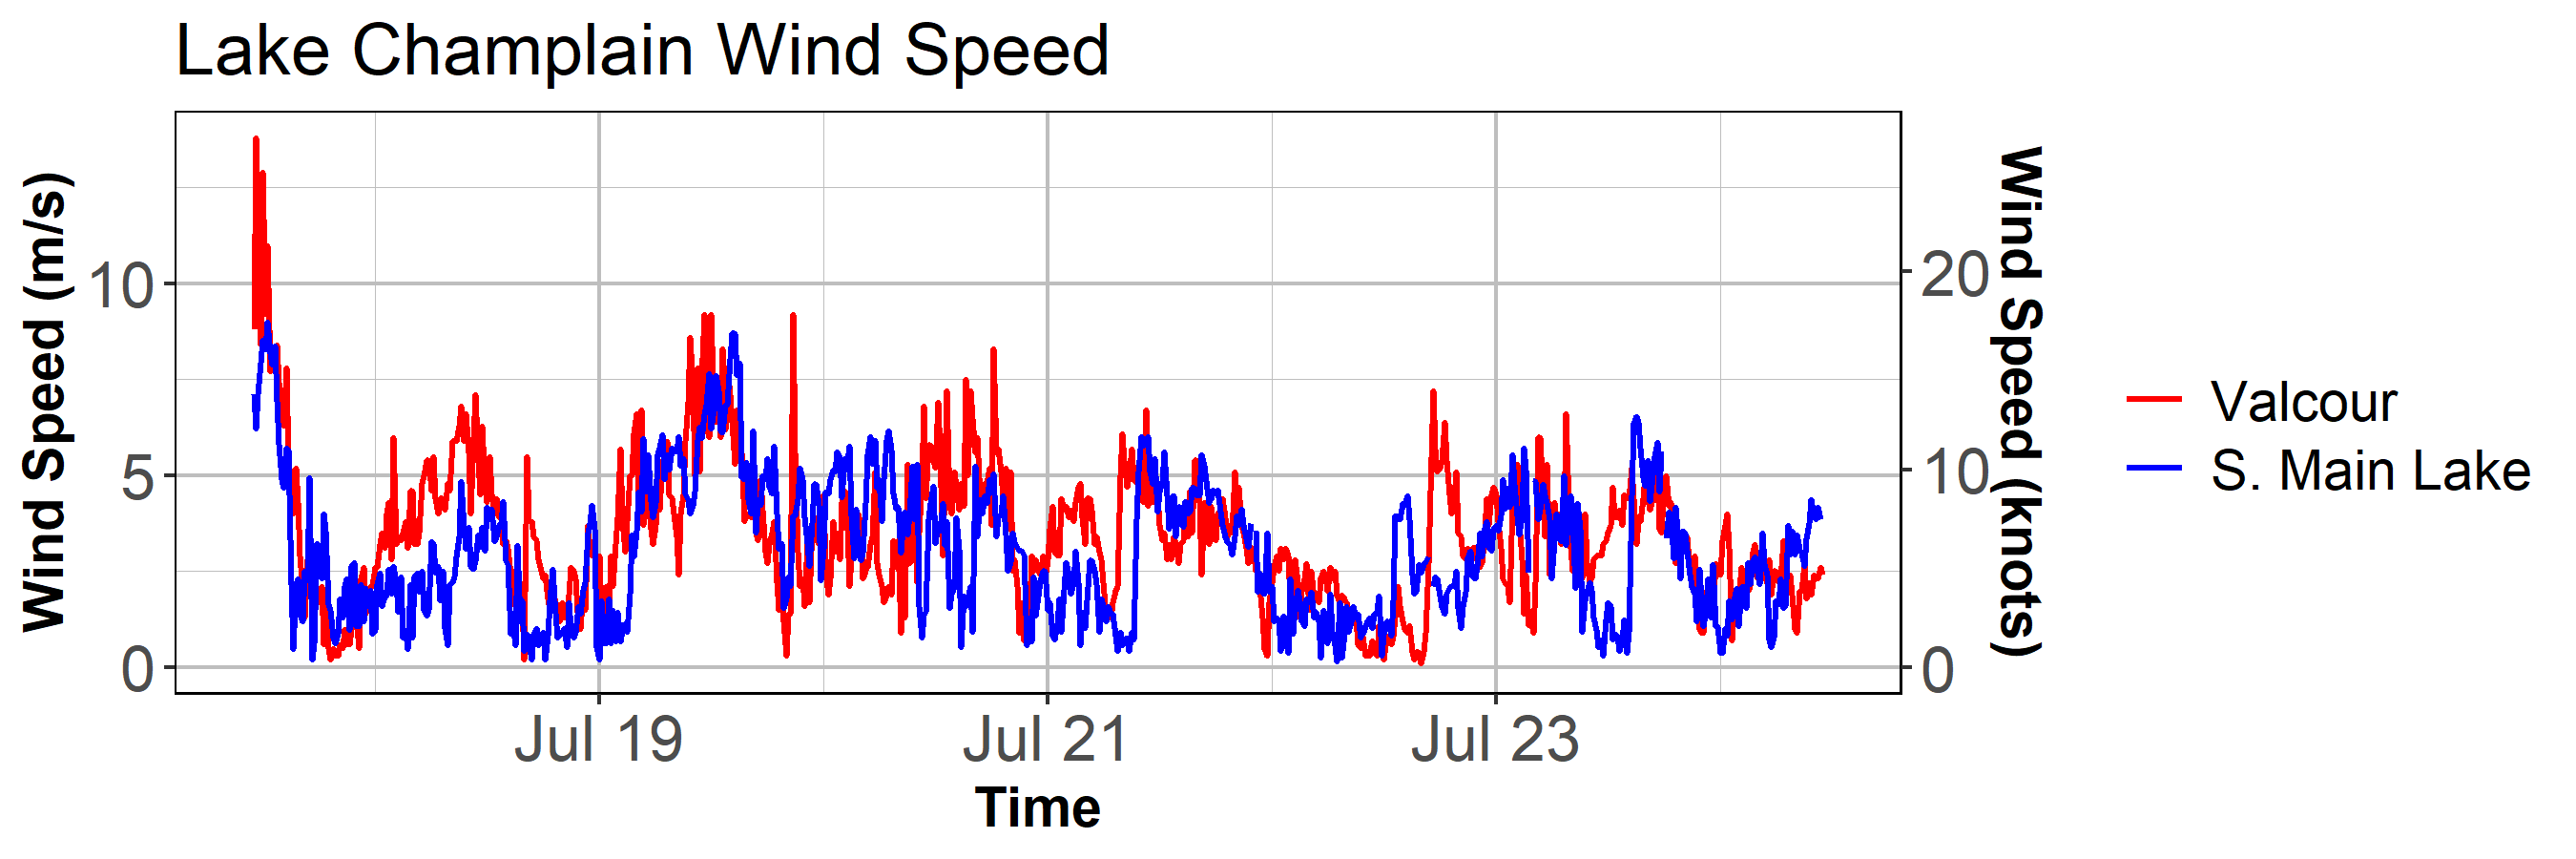 Lake Champlain Wind Speed
Wind Speed (m/s)
10
5
0
20
10
0
Wind Speed (knots)
Jul 19
Jul 21
Jul 23
Time
Valcour
S. Main Lake